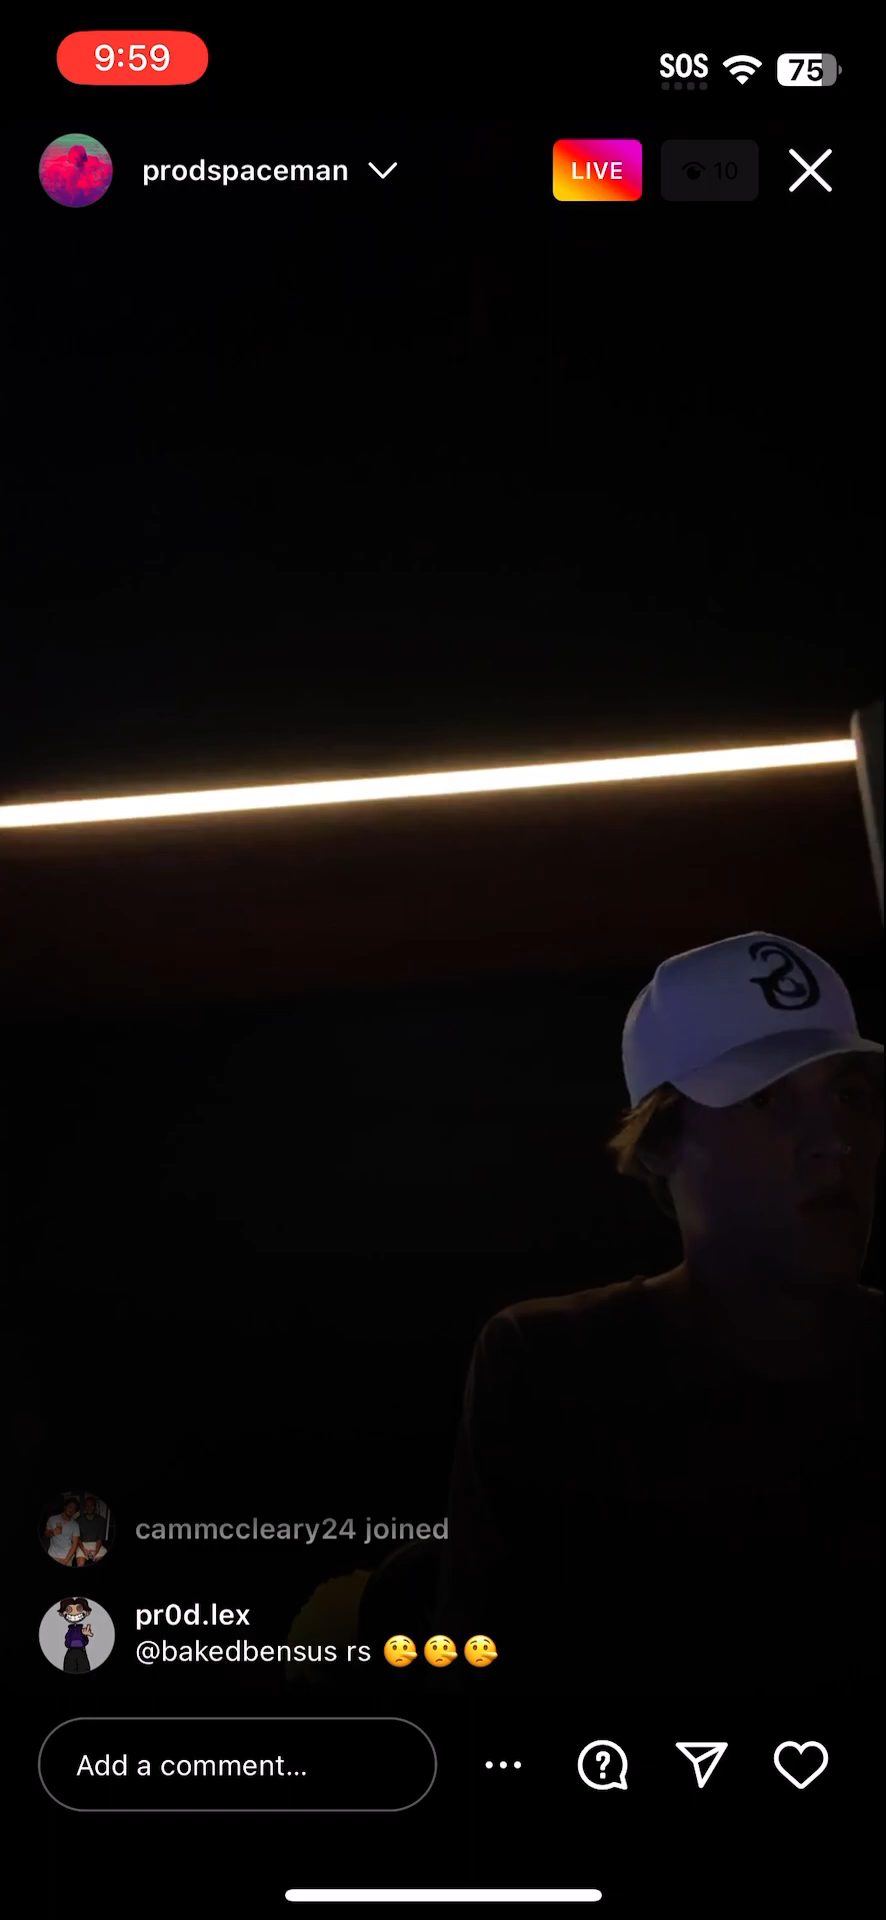 9:59
SOS
75
prodspaceman
LIVE
10
cammccleary24 joined
pr0d.lex
@bakedbensus rs 🤥🤥🤥
Add a comment...